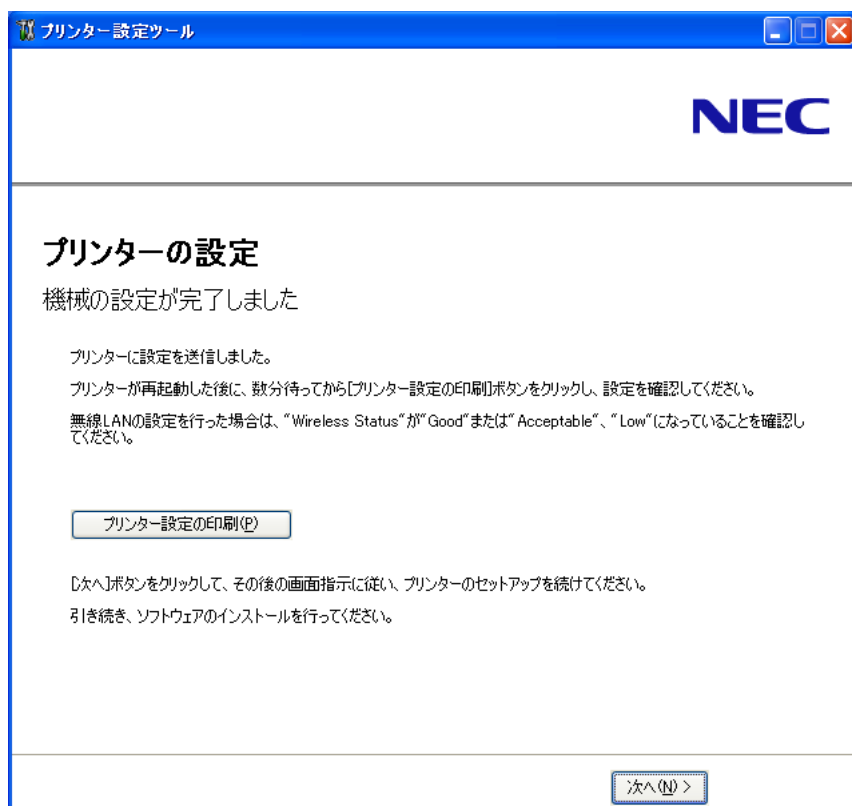 プリンター設定ツール
NEC
プリンターの設定
機械の設定が完了しました
プリンターに設定を送信しました。
プリンターが再起動した後に、数分待ってから[プリンター設定の印刷]ボタンをクリックし、設定を確認してください。
無線LANの設定を行った場合は、"Wireless Status"が"Good"または"Acceptable"、"Low"になっていることを確認し
てください。
プリンター設定の印刷(P)
[次へ]ボタンをクリックして、その後の画面指示に従い、プリンターのセットアップを続けてください。
引き続き、ソフトウェアのインストールを行ってください。
次へ(N) >